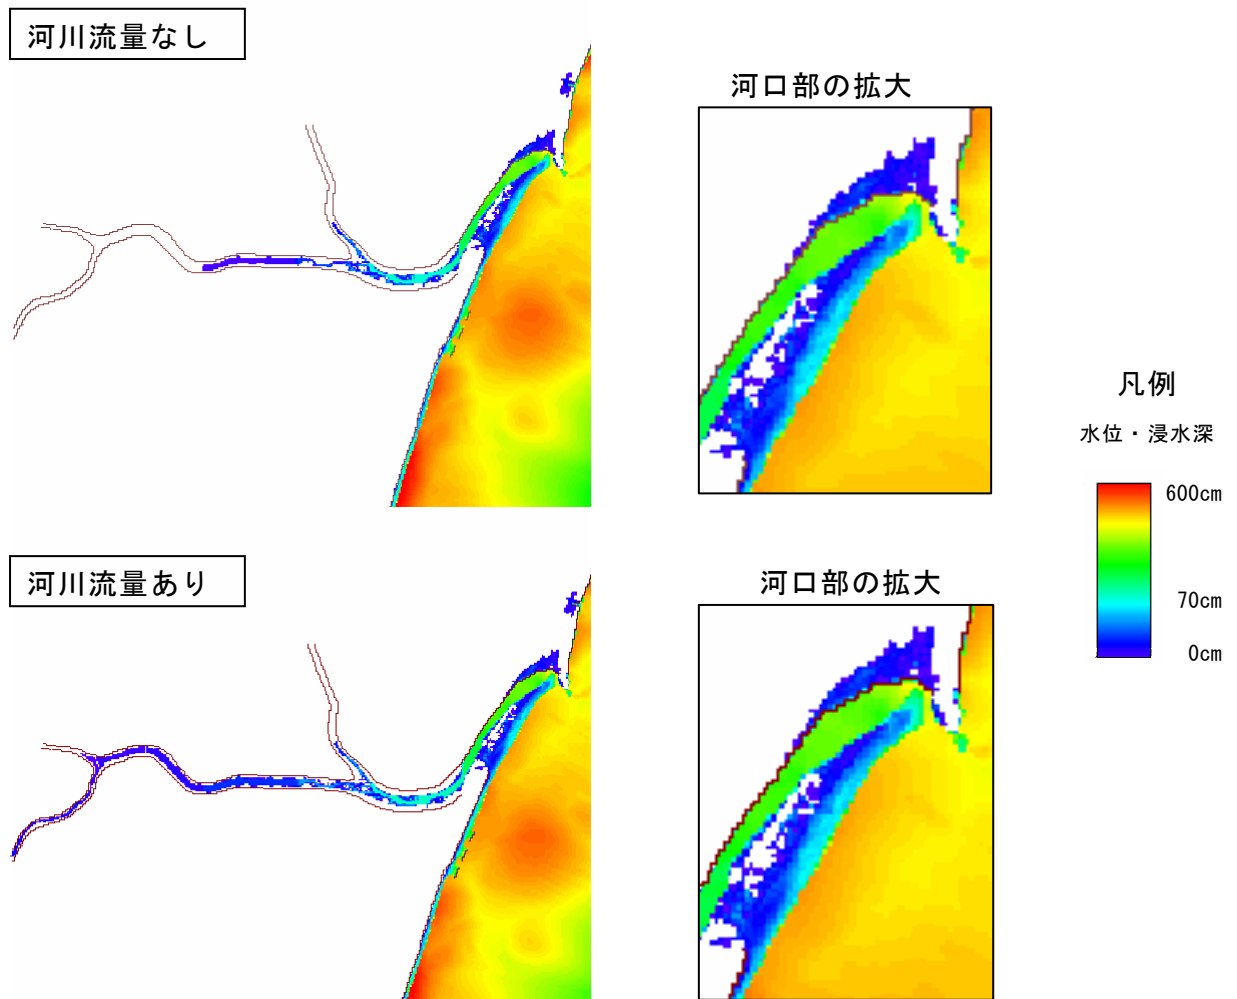 河川流量なし
河口部の拡大
凡例
水位・浸水深
600cm
70cm
0cm
河川流量あり
河口部の拡大